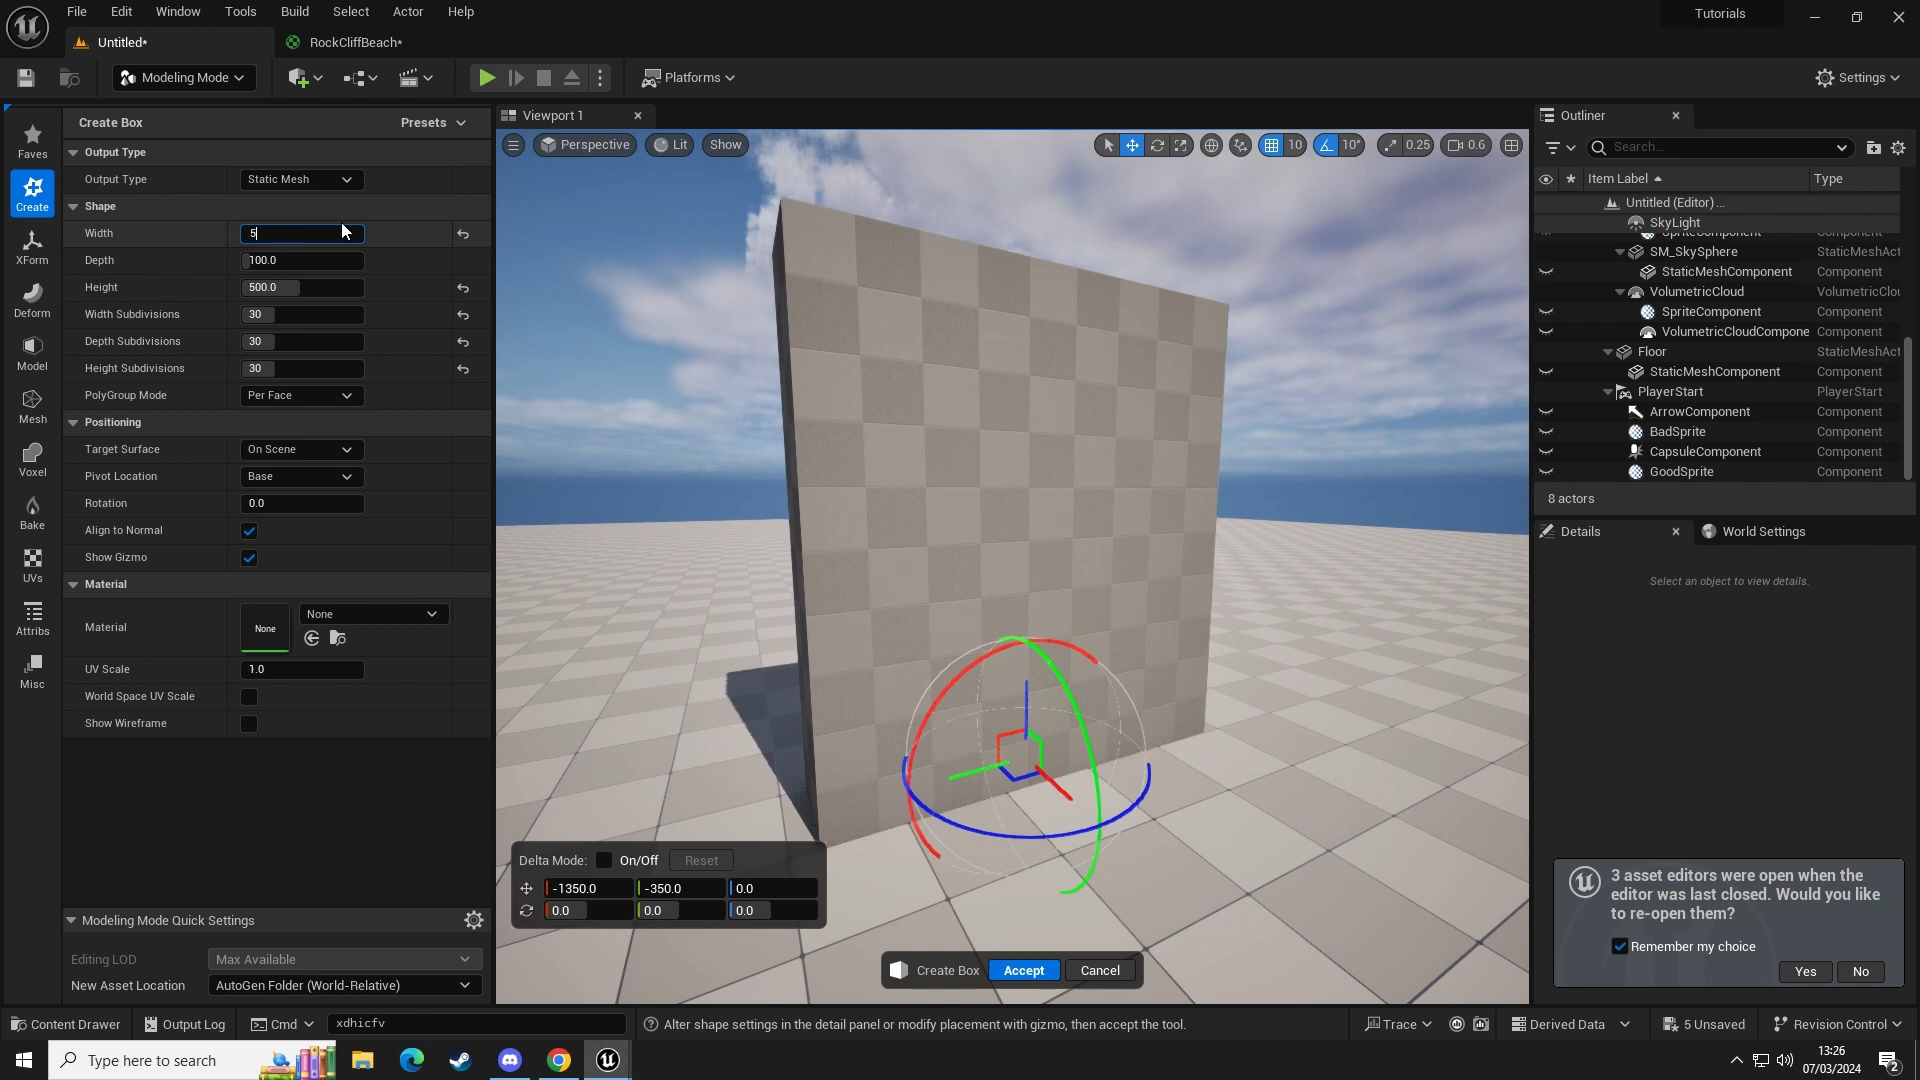 File Edit Window Tools Build Select Actor Help
Tutorials
Untitled*
RockCliffBeach*
Modeling Mode
Platforms
Settings
Faves
Create
XForm
Deform
Model
Mesh
Voxel
Bake
UVs
Attribs
Misc
Create Box
Presets
Output Type
Output Type Static Mesh
Shape
Width 5
Depth 100.0
Height 500.0
Width Subdivisions 30
Depth Subdivisions 30
Height Subdivisions 30
PolyGroup Mode Per Face
Positioning
Target Surface On Scene
Pivot Location Base
Rotation 0.0
Align to Normal
Show Gizmo
Material
Material None None
UV Scale 1.0
World Space UV Scale
Show Wireframe
Modeling Mode Quick Settings
Editing LOD Max Available
New Asset Location AutoGen Folder (World-Relative)
Viewport 1
Perspective Lit Show
10 10° 0.25 0.6
Delta Mode: On/Off Reset
-1350.0 -350.0 0.0
0.0 0.0 0.0
Create Box Accept Cancel
Outliner
Search...
Item Label Type
Untitled (Editor)...
SkyLight
SpriteComponent
SM_SkySphere StaticMeshAct
StaticMeshComponent Component
VolumetricCloud VolumetricClou
SpriteComponent Component
VolumetricCloudCompone Component
Floor StaticMeshAct
StaticMeshComponent Component
PlayerStart PlayerStart
ArrowComponent Component
BadSprite Component
CapsuleComponent Component
GoodSprite Component
8 actors
Details
World Settings
Select an object to view details.
3 asset editors were open when the
editor was last closed. Would you like
to re-open them?
Remember my choice
Yes No
Content Drawer Output Log Cmd xdhicfv
Alter shape settings in the detail panel or modify placement with gizmo, then accept the tool.
Trace Derived Data 5 Unsaved Revision Control
Type here to search
13:26
07/03/2024
2